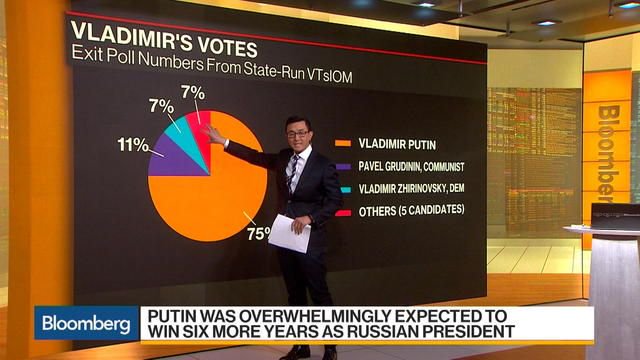 VLADIMIR'S VOTES
Exit Poll Numbers From State-Run VTsIOM
7%
7%
11%
75%
VLADIMIR PUTIN
PAVEL GRUDININ, COMMUNIST
VLADIMIR ZHIRINOVSKY, DEM
OTHERS (5 CANDIDATES)
Bloomberg
Bloomberg
Bloomberg
PUTIN WAS OVERWHELMINGLY EXPECTED TO
WIN SIX MORE YEARS AS RUSSIAN PRESIDENT